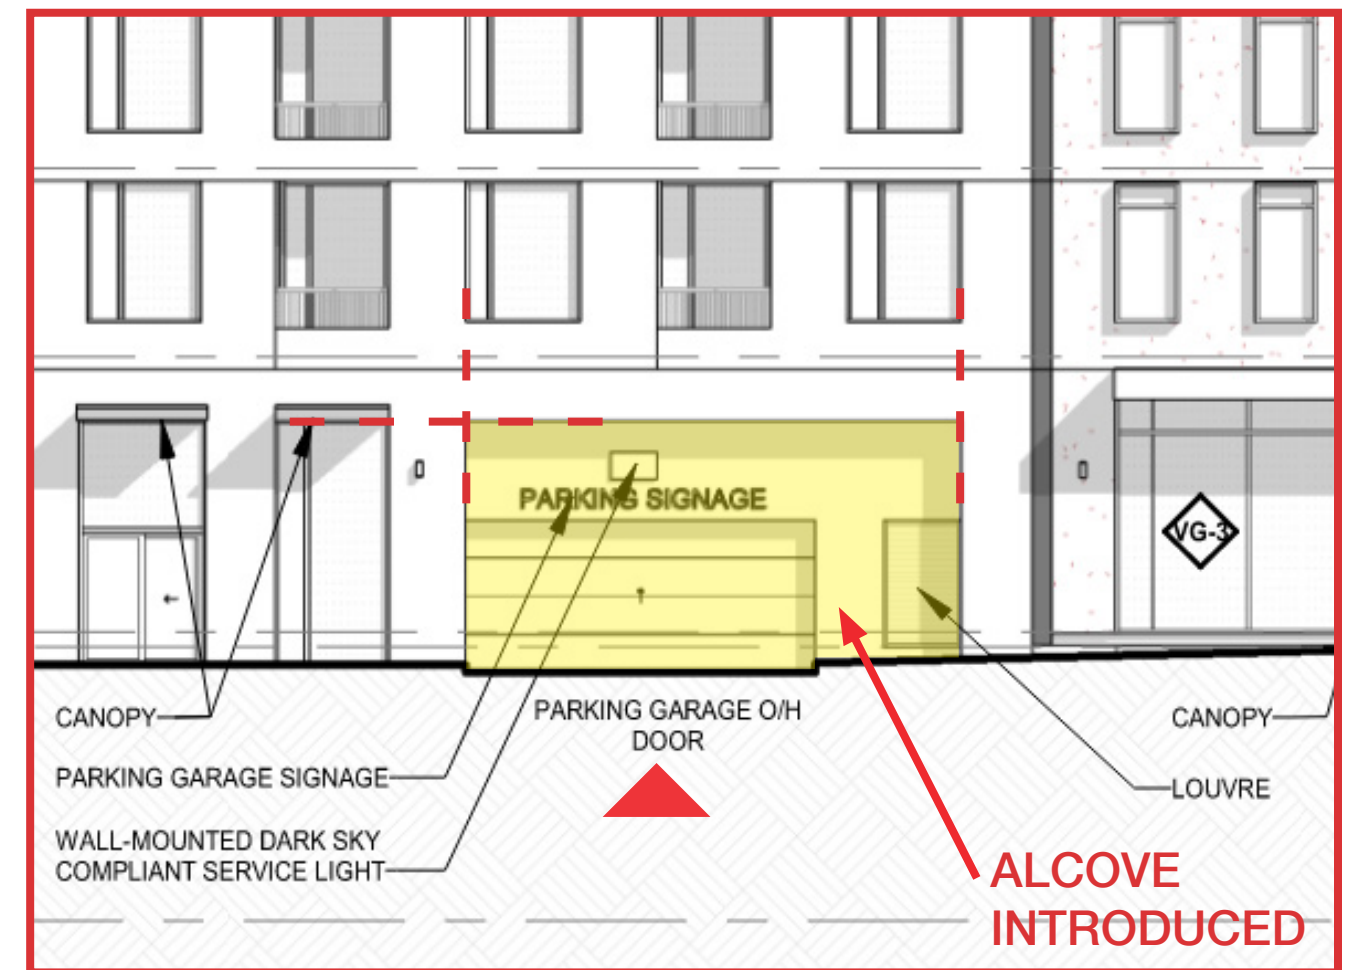 PARKING SIGNAGE
VG-3
CANOPY
PARKING GARAGE O/H
DOOR
CANOPY
PARKING GARAGE SIGNAGE
LOUVRE
WALL-MOUNTED DARK SKY
COMPLIANT SERVICE LIGHT
ALCOVE
INTRODUCED